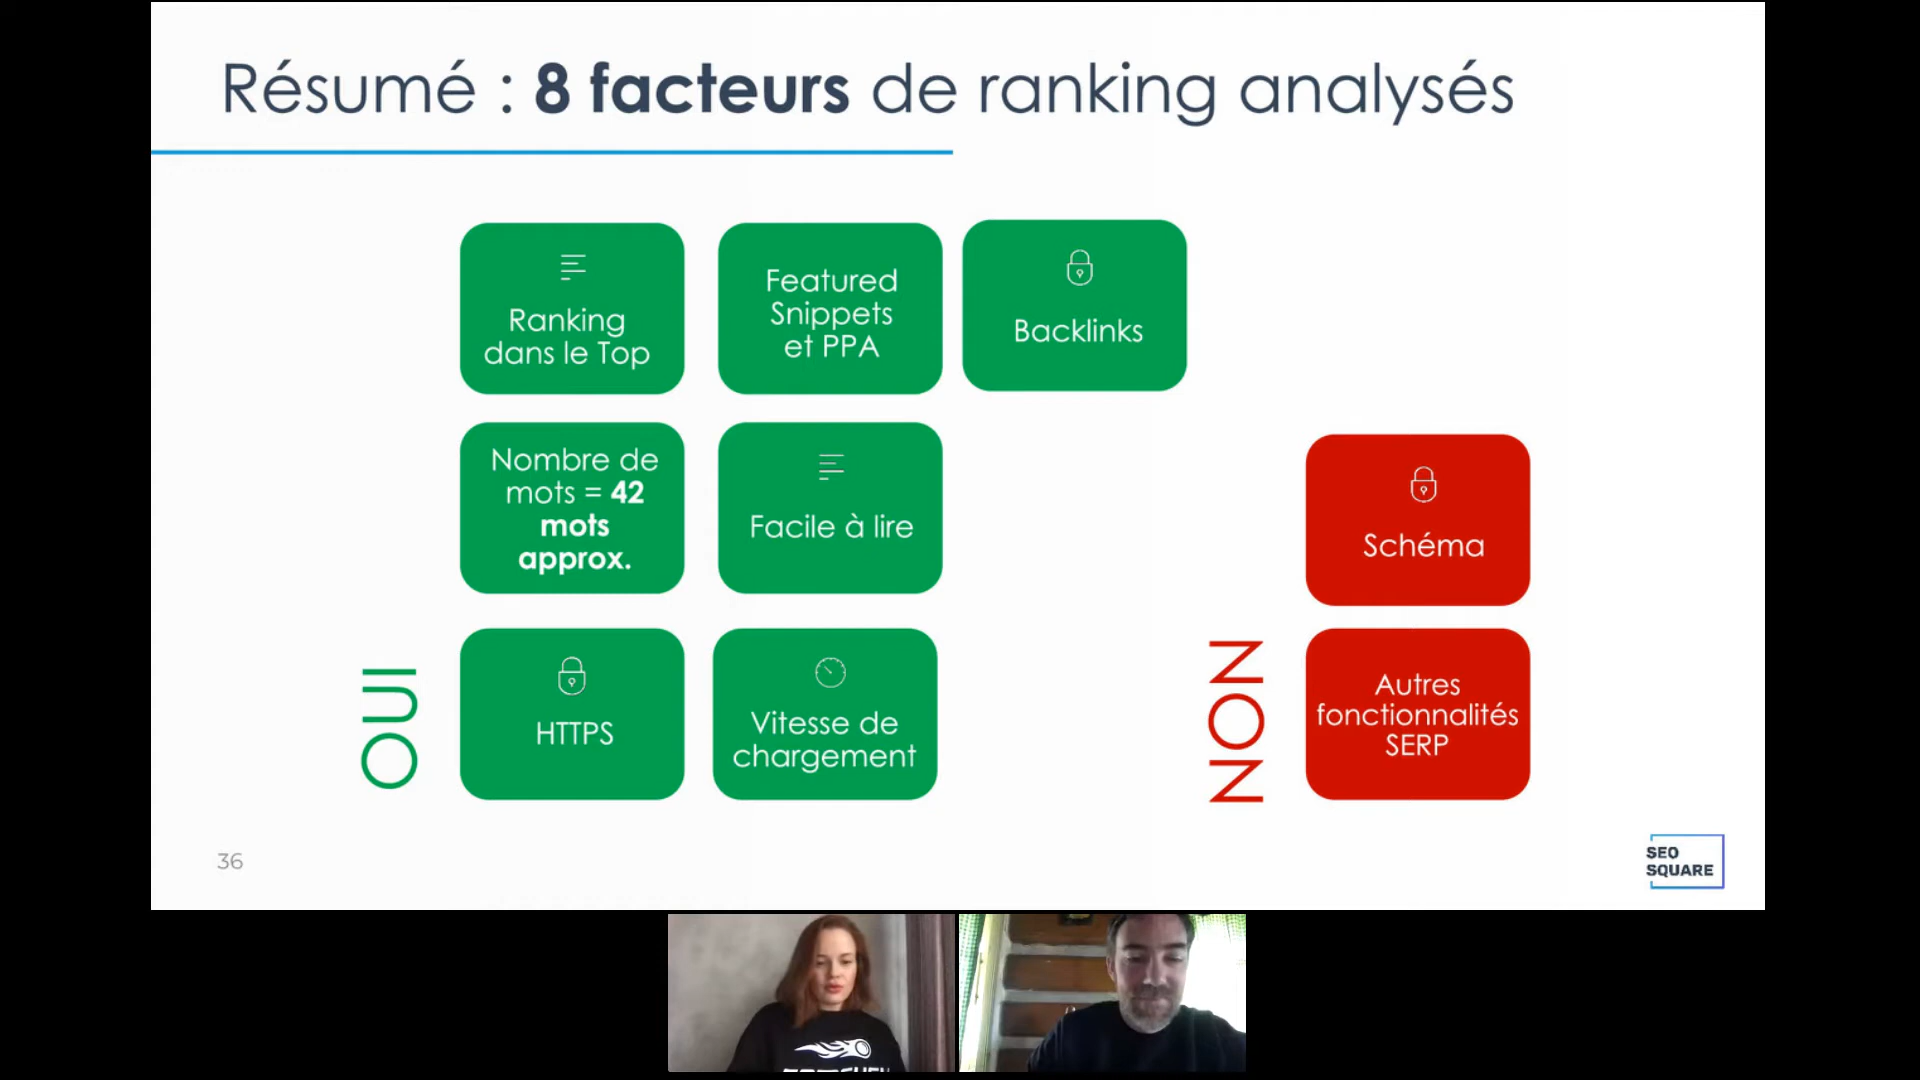 Résumé : 8 facteurs de ranking analysés
Ranking
dans le Top
Featured
Snippets
et PPA
Backlinks
Nombre de
mots = 42
mots
approx.
Facile à lire
Schéma
OUI
HTTPS
Vitesse de
chargement
NON
Autres
fonctionnalités
SERP
36
SEO
SQUARE